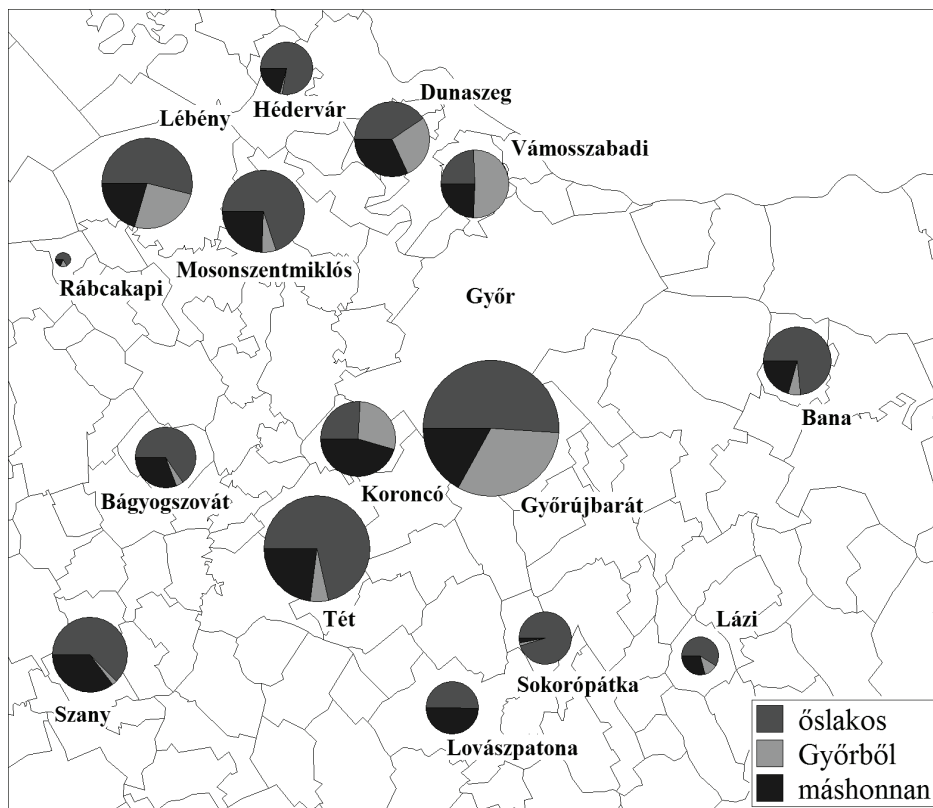 Hédervár
Dunaszeg
Lébény
Vámosszabadi
Mosonszentmiklós
Rábcakapi
Győr
Bana
Koroncó
Bágyogszovát
Győrújbarát
Tét
Lázi
Sokorópátka
Szany
Lovászpatona
őslakos
Győrből
máshonnan